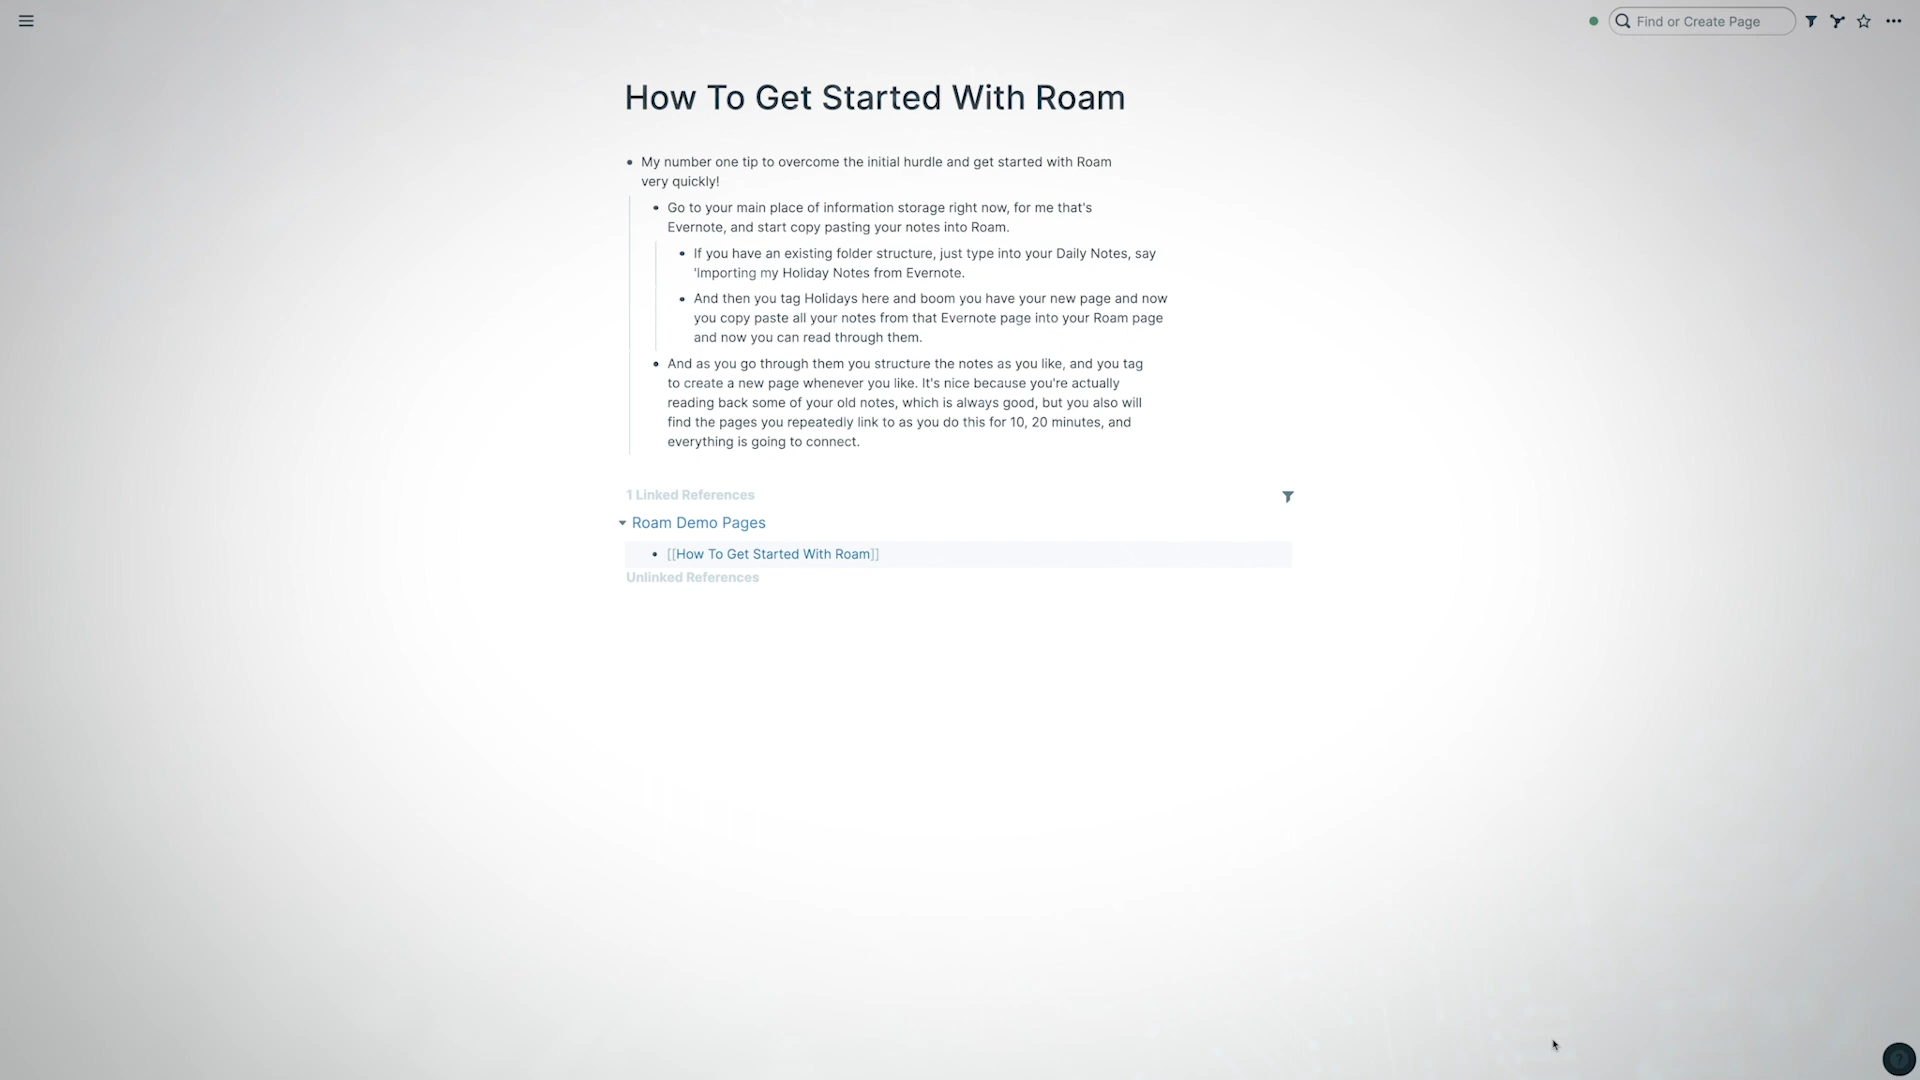 Find or Create Page
How To Get Started With Roam
My number one tip to overcome the initial hurdle and get started with Roam
very quickly!
Go to your main place of information storage right now, for me that's
Evernote, and start copy pasting your notes into Roam.
If you have an existing folder structure, just type into your Daily Notes, say
'Importing my Holiday Notes from Evernote.
And then you tag Holidays here and boom you have your new page and now
you copy paste all your notes from that Evernote page into your Roam page
and now you can read through them.
And as you go through them you structure the notes as you like, and you tag
to create a new page whenever you like. It's nice because you're actually
reading back some of your old notes, which is always good, but you also will
find the pages you repeatedly link to as you do this for 10, 20 minutes, and
everything is going to connect.
1 Linked References
Roam Demo Pages
[[How To Get Started With Roam]]
Unlinked References
?